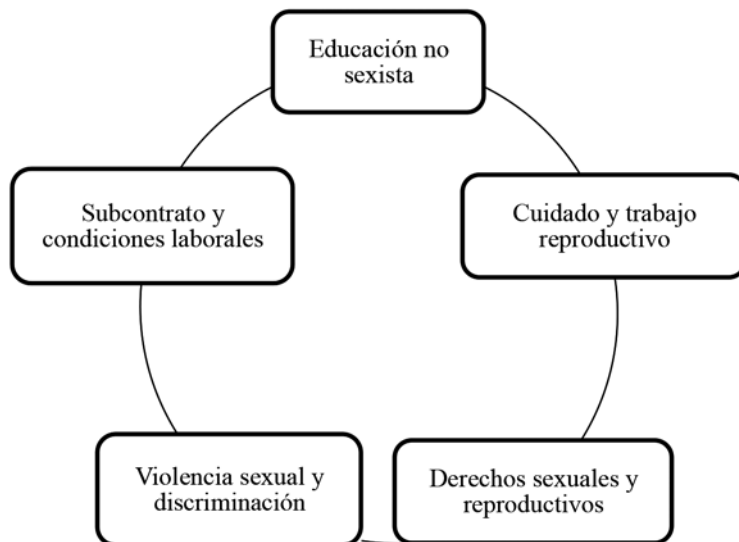 Educación no
sexista
Subcontrato y
condiciones laborales
Cuidado y trabajo
reproductivo
Violencia sexual y
discriminación
Derechos sexuales y
reproductivos